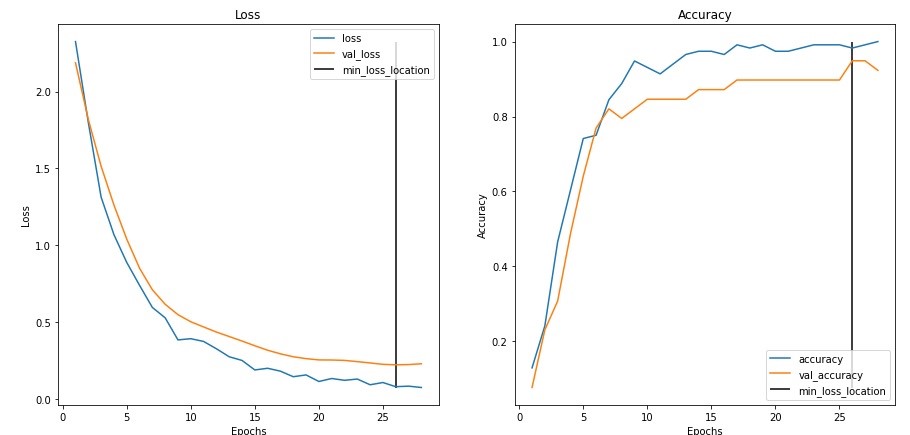 Loss
loss
val_loss
min_loss_location
2.0
1.5
1.0
0.5
0.0
Loss
0
5
10
15
20
25
Epochs
Accuracy
1.0
0.8
0.6
0.4
0.2
Accuracy
accuracy
val_accuracy
min_loss_location
0
5
10
15
20
25
Epochs